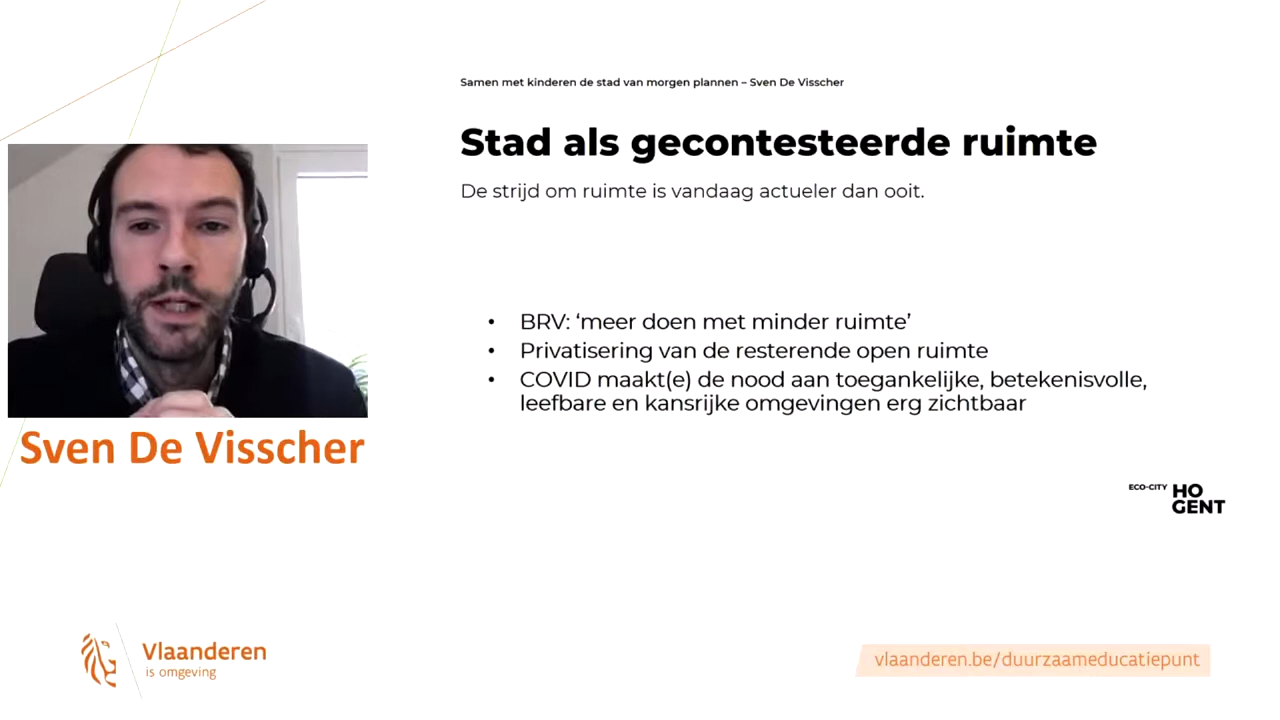 Samen met kinderen de stad van morgen plannen – Sven De Visscher
Stad als gecontesteerde ruimte
De strijd om ruimte is vandaag actueler dan ooit.
• BRV: ‘meer doen met minder ruimte’
• Privatisering van de resterende open ruimte
• COVID maakt(e) de nood aan toegankelijke, betekenisvolle,
leefbare en kansrijke omgevingen erg zichtbaar
Sven De Visscher
ECO-CITY HO
GENT
Vlaanderen
is omgeving
vlaanderen.be/duurzaameducatiepunt